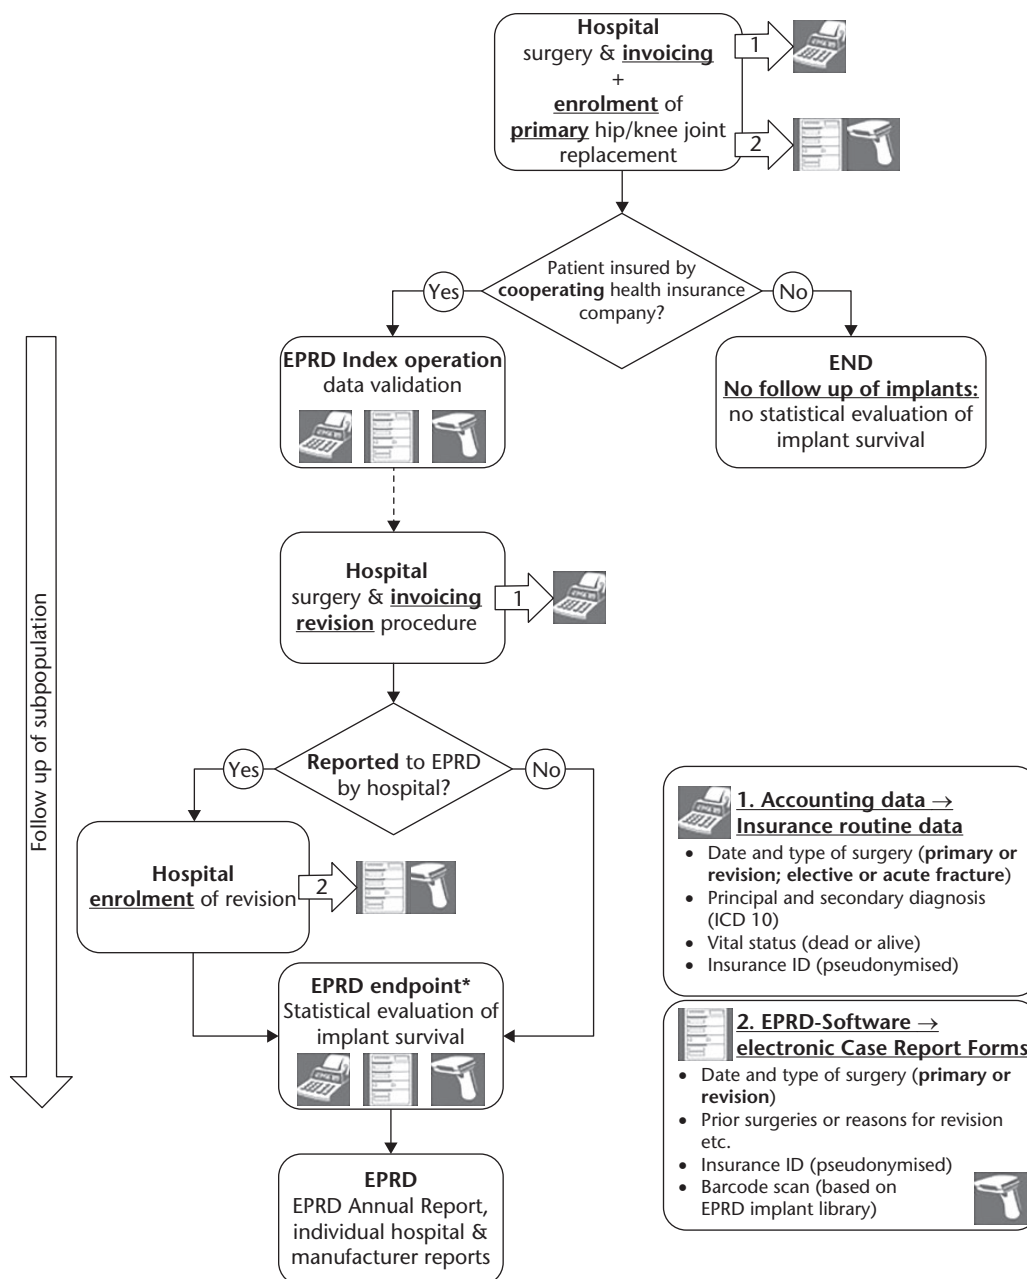 Hospital
surgery & invoicing
+
enrolment of
primary hip/knee joint
replacement
1
2
Patient insured by
cooperating health insurance
company?
Yes
No
EPRD Index operation
data validation
END
No follow up of implants:
no statistical evaluation of
implant survival
Hospital
surgery & invoicing
revision procedure
1
Follow up of subpopulation
Reported to EPRD
by hospital?
Yes
No
Hospital
enrolment of revision
2
EPRD endpoint*
Statistical evaluation of
implant survival
EPRD
EPRD Annual Report,
individual hospital &
manufacturer reports
1. Accounting data →
Insurance routine data
• Date and type of surgery (primary or
revision; elective or acute fracture)
• Principal and secondary diagnosis
(ICD 10)
• Vital status (dead or alive)
• Insurance ID (pseudonymised)
2. EPRD-Software →
electronic Case Report Forms
• Date and type of surgery (primary or
revision)
• Prior surgeries or reasons for revision
etc.
• Insurance ID (pseudonymised)
• Barcode scan (based on
EPRD implant library)